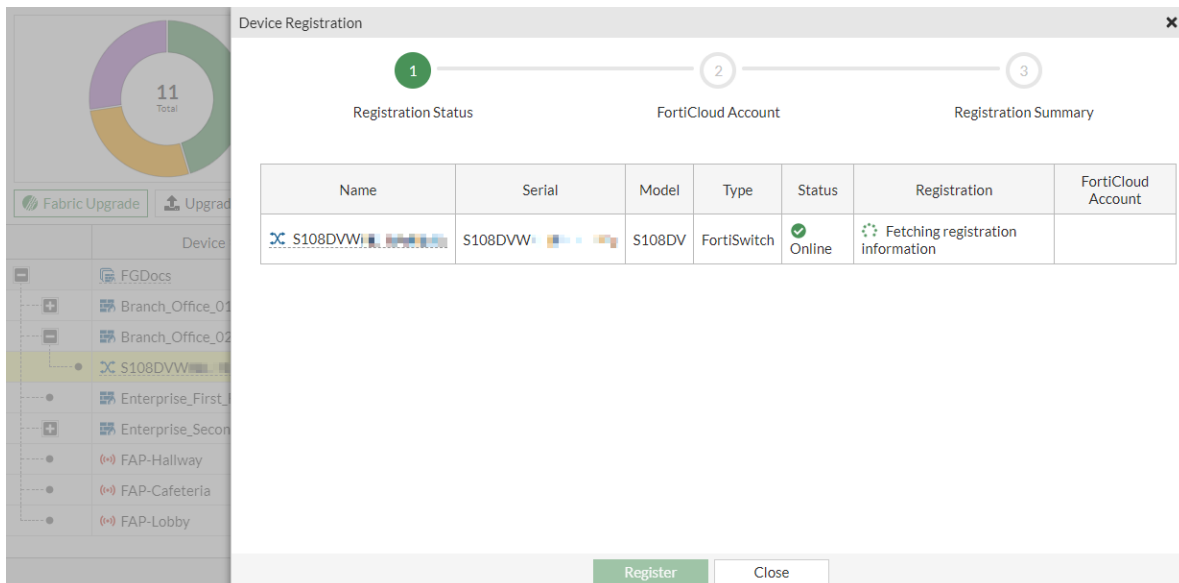 Device Registration
11
Total
1
2
3
Registration Status
FortiCloud Account
Registration Summary
Name
Serial
Model
Type
Status
Registration
FortiCloud
Account
S108DVW
S108DVW
S108DV
FortiSwitch
Online
Fetching registration
information
Fabric Upgrade
Upgrad
Device
FGDocs
Branch_Office_01
Branch_Office_02
S108DVW
Enterprise_First_
Enterprise_Secon
FAP-Hallway
FAP-Cafeteria
FAP-Lobby
Register
Close